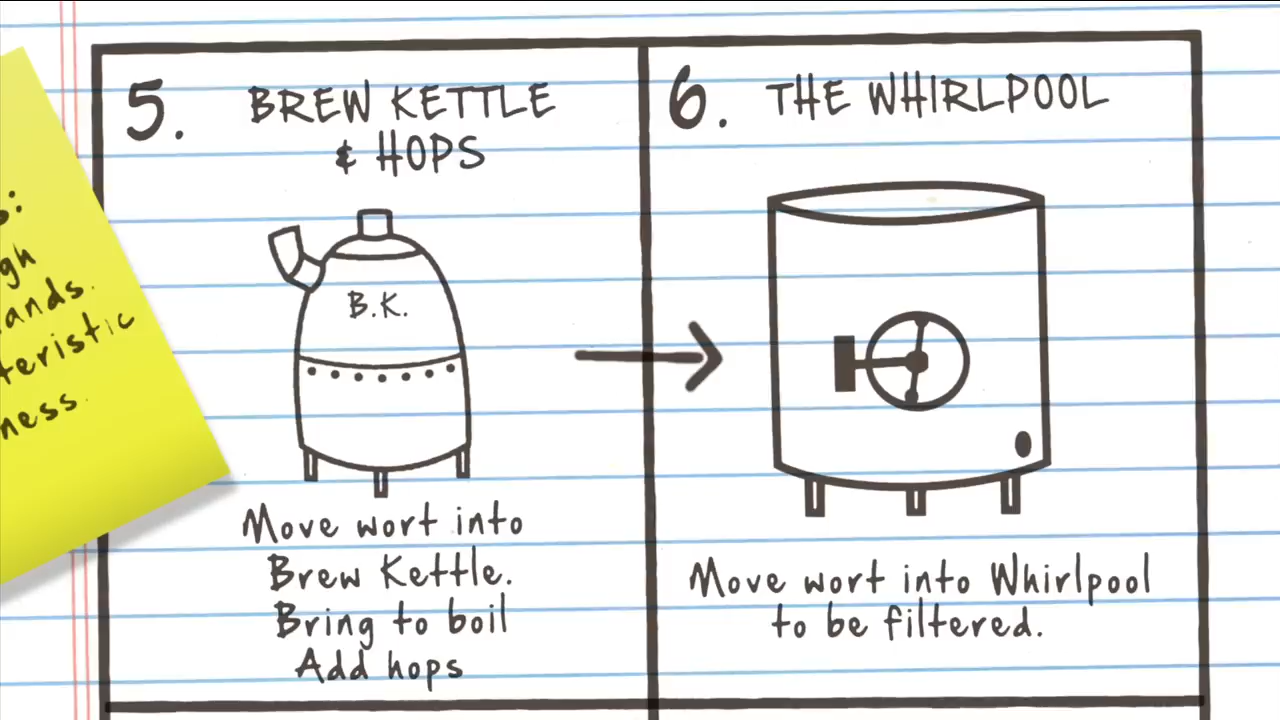 5. BREW KETTLE
& HOPS
B.K.
Move wort into
Brew Kettle.
Bring to boil
Add hops
6. THE WHIRLPOOL
Move wort into Whirlpool
to be filtered.